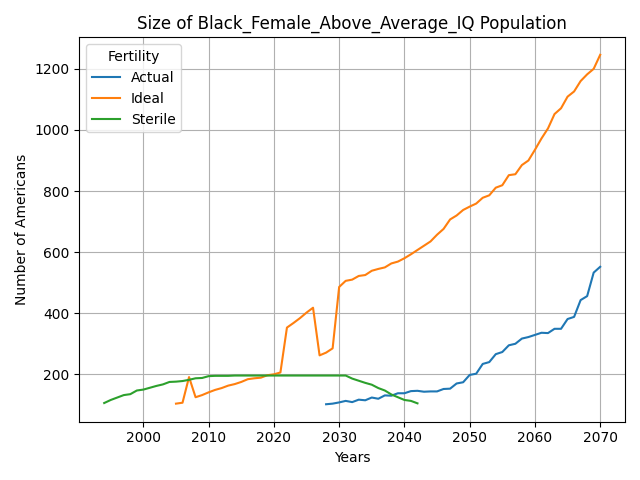 Size of Black_Female_Above_Average_IQ Population
Fertility
Actual
Ideal
Sterile
Number of Americans
1200
1000
800
600
400
200
2000 2010 2020 2030 2040 2050 2060 2070
Years